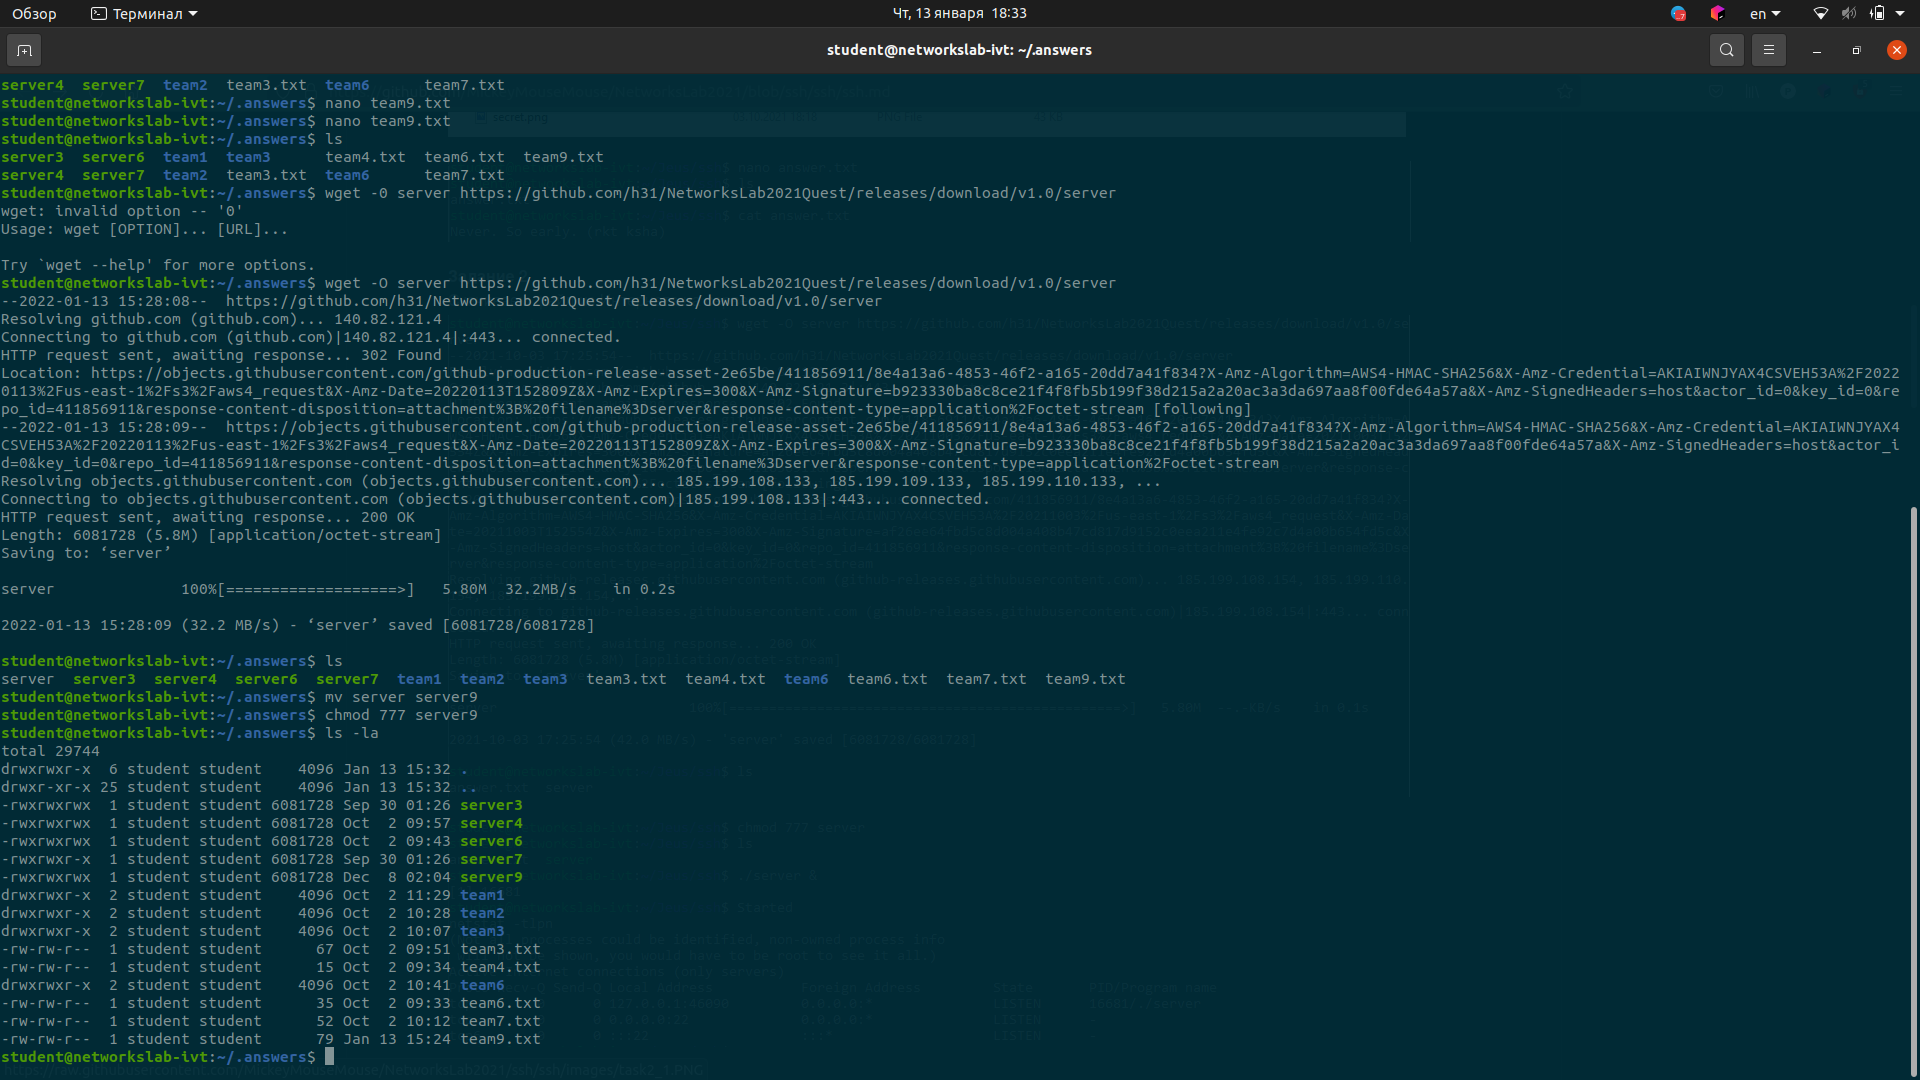 Обзор Терминал Чт, 13 января 18:33 en
student@networkslab-ivt: ~/.answers
server4 server7 team2 team3.txt team6 team7.txt
student@networkslab-ivt:~/.answers$ nano team9.txt
student@networkslab-ivt:~/.answers$ nano team9.txt
student@networkslab-ivt:~/.answers$ ls
server3 server6 team1 team3 team4.txt team6.txt team9.txt
server4 server7 team2 team3.txt team6 team7.txt
student@networkslab-ivt:~/.answers$ wget -0 server https://github.com/h31/NetworksLab2021Quest/releases/download/v1.0/server
wget: invalid option -- '0'
Usage: wget [OPTION]... [URL]...
Try `wget --help' for more options.
student@networkslab-ivt:~/.answers$ wget -O server https://github.com/h31/NetworksLab2021Quest/releases/download/v1.0/server
--2022-01-13 15:28:08-- https://github.com/h31/NetworksLab2021Quest/releases/download/v1.0/server
Resolving github.com (github.com)... 140.82.121.4
Connecting to github.com (github.com)|140.82.121.4|:443... connected.
HTTP request sent, awaiting response... 302 Found
Location: https://objects.githubusercontent.com/github-production-release-asset-2e65be/411856911/8e4a13a6-4853-46f2-a165-20dd7a41f834?X-Amz-Algorithm=AWS4-HMAC-SHA256&X-Amz-Credential=AKIAIWNJYAX4CSVEH53A%2F2022
0113%2Fus-east-1%2Fs3%2Faws4_request&X-Amz-Date=20220113T152809Z&X-Amz-Expires=300&X-Amz-Signature=b923330ba8c8ce21f4f8fb5b199f38d215a2a20ac3a3da697aa8f00fde64a57a&X-Amz-SignedHeaders=host&actor_id=0&key_id=0&re
po_id=411856911&response-content-disposition=attachment%3B%20filename%3Dserver&response-content-type=application%2Foctet-stream [following]
--2022-01-13 15:28:09-- https://objects.githubusercontent.com/github-production-release-asset-2e65be/411856911/8e4a13a6-4853-46f2-a165-20dd7a41f834?X-Amz-Algorithm=AWS4-HMAC-SHA256&X-Amz-Credential=AKIAIWNJYAX4
CSVEH53A%2F20220113%2Fus-east-1%2Fs3%2Faws4_request&X-Amz-Date=20220113T152809Z&X-Amz-Expires=300&X-Amz-Signature=b923330ba8c8ce21f4f8fb5b199f38d215a2a20ac3a3da697aa8f00fde64a57a&X-Amz-SignedHeaders=host&actor_i
d=0&key_id=0&repo_id=411856911&response-content-disposition=attachment%3B%20filename%3Dserver&response-content-type=application%2Foctet-stream
Resolving objects.githubusercontent.com (objects.githubusercontent.com)... 185.199.108.133, 185.199.109.133, 185.199.110.133, ...
Connecting to objects.githubusercontent.com (objects.githubusercontent.com)|185.199.108.133|:443... connected.
HTTP request sent, awaiting response... 200 OK
Length: 6081728 (5.8M) [application/octet-stream]
Saving to: ‘server’
server 100%[===================>] 5.80M 32.2MB/s in 0.2s
2022-01-13 15:28:09 (32.2 MB/s) - ‘server’ saved [6081728/6081728]
student@networkslab-ivt:~/.answers$ ls
server server3 server4 server6 server7 team1 team2 team3 team3.txt team4.txt team6 team6.txt team7.txt team9.txt
student@networkslab-ivt:~/.answers$ mv server server9
student@networkslab-ivt:~/.answers$ chmod 777 server9
student@networkslab-ivt:~/.answers$ ls -la
total 29744
drwxrwxr-x 6 student student 4096 Jan 13 15:32 .
drwxr-xr-x 25 student student 4096 Jan 13 15:32 ..
-rwxrwxrwx 1 student student 6081728 Sep 30 01:26 server3
-rwxrwxrwx 1 student student 6081728 Oct 2 09:57 server4
-rwxrwxrwx 1 student student 6081728 Oct 2 09:43 server6
-rwxrwxr-x 1 student student 6081728 Sep 30 01:26 server7
-rwxrwxrwx 1 student student 6081728 Dec 8 02:04 server9
drwxrwxr-x 2 student student 4096 Oct 2 11:29 team1
drwxrwxr-x 2 student student 4096 Oct 2 10:28 team2
drwxrwxr-x 2 student student 4096 Oct 2 10:07 team3
-rw-rw-r-- 1 student student 67 Oct 2 09:51 team3.txt
-rw-rw-r-- 1 student student 15 Oct 2 09:34 team4.txt
drwxrwxr-x 2 student student 4096 Oct 2 10:41 team6
-rw-rw-r-- 1 student student 35 Oct 2 09:33 team6.txt
-rw-rw-r-- 1 student student 52 Oct 2 10:12 team7.txt
-rw-rw-r-- 1 student student 79 Jan 13 15:24 team9.txt
student@networkslab-ivt:~/.answers$